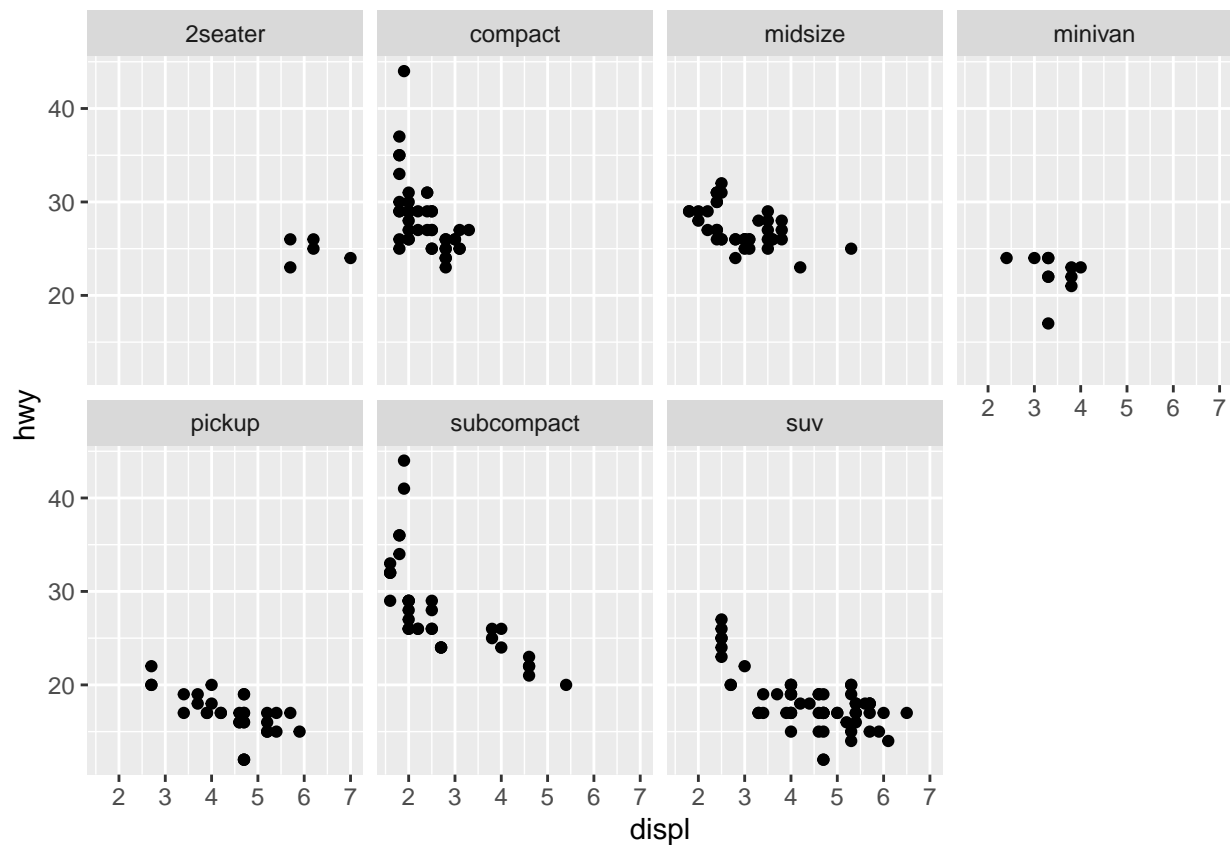 2seater compact midsize minivan
40
30
20
2 3 4 5 6 7
hwy
pickup subcompact suv
40
30
20
2 3 4 5 6 7 2 3 4 5 6 7 2 3 4 5 6 7
displ